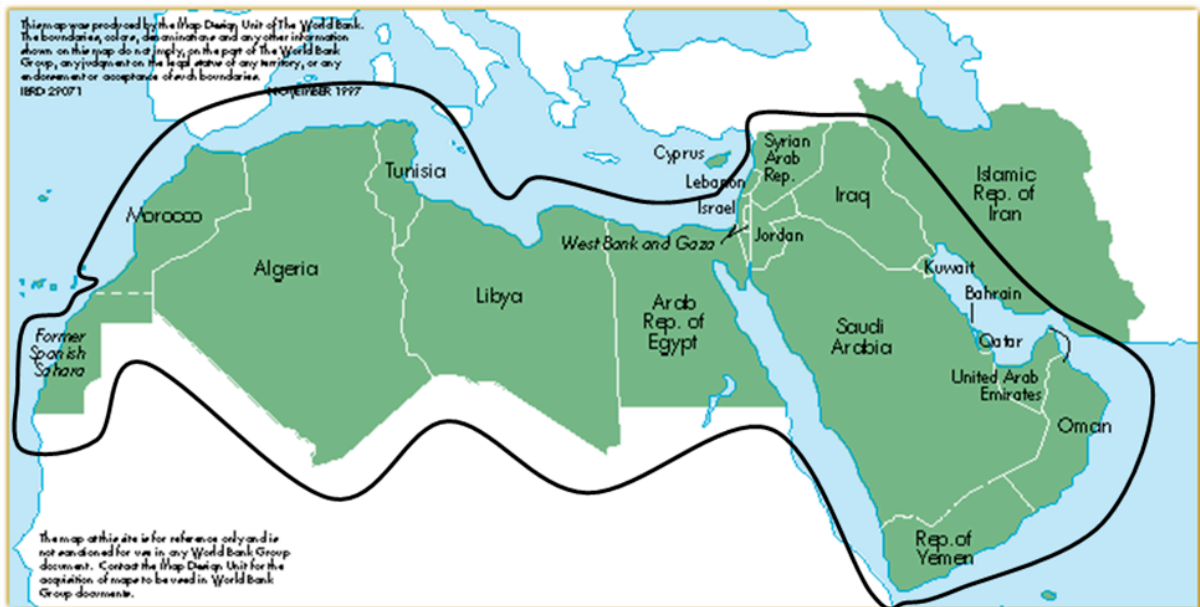 This map was produced by the Map Design Unit of The World Bank.
The boundaries, colors, denominations and any other information
shown on this map do not imply, on the part of The World Bank
Group, any judgment on the legal status of any territory, or any
endorsement or acceptance of such boundaries.
IBRD 29071 NOVEMBER 1997
Cyprus
Syrian
Arab
Rep.
Tunisia
Lebanon
Islamic
Rep. of
Iran
Israel
Iraq
Morocco
West Bank and Gaza
Jordan
Algeria
Kuwait
Libya
Bahrain
Arab
Rep. of
Egypt
Former
Spanish
Sahara
Saudi
Arabia
Qatar
United Arab
Emirates
Oman
Rep. of
Yemen
The map at this site is for reference only and is
not sanctioned for use in any World Bank Group
document. Contact the Map Design Unit for the
acquisition of maps to be used in World Bank
Group documents.